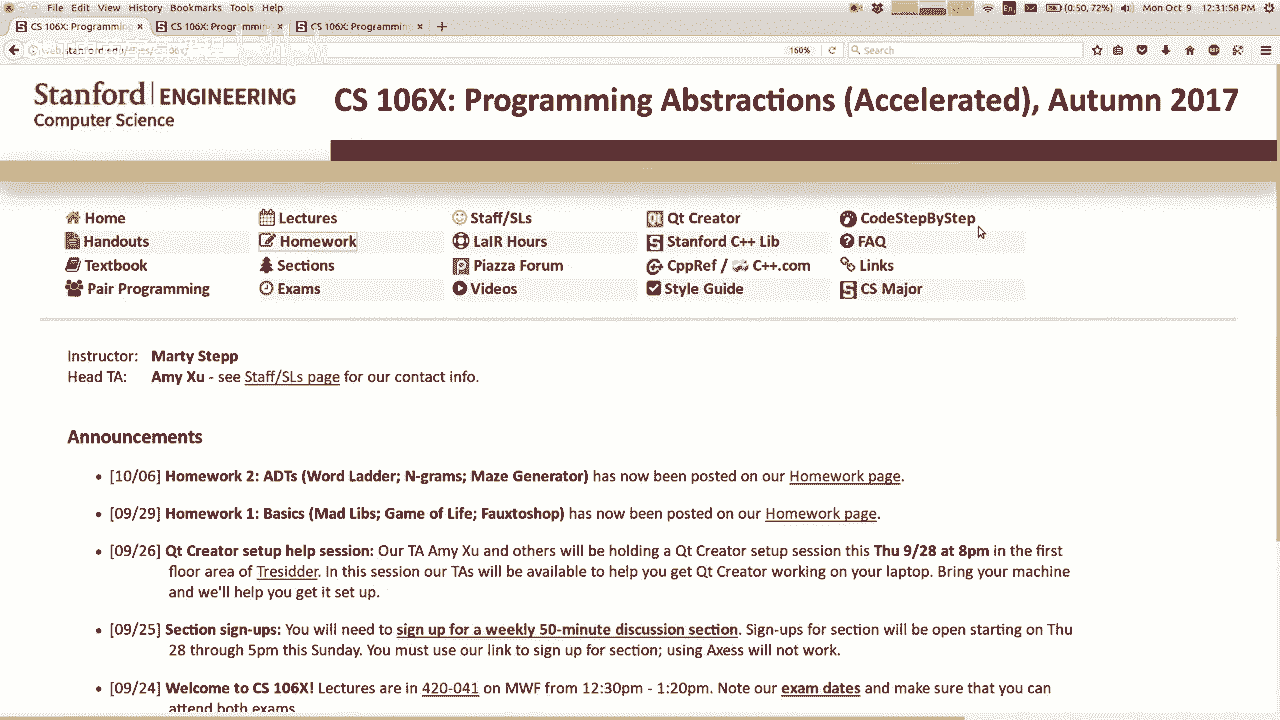 File Edit View History Bookmarks Tools Help
(0:50, 72%) Mon Oct 9 12:31:58 PM
CS 106X: Programming CS 106X: Programming CS 106X: Programming
160% Search
Stanford ENGINEERING
Computer Science
CS 106X: Programming Abstractions (Accelerated), Autumn 2017
Home Lectures Staff/SLs Qt Creator CodeStepByStep
Handouts Homework LaIR Hours Stanford C++ Lib FAQ
Textbook Sections Piazza Forum CppRef / C++.com Links
Pair Programming Exams Videos Style Guide CS Major
Instructor: Marty Stepp
Head TA: Amy Xu - see Staff/SLs page for our contact info.
Announcements
• [10/06] Homework 2: ADTs (Word Ladder; N-grams; Maze Generator) has now been posted on our Homework page.
• [09/29] Homework 1: Basics (Mad Libs; Game of Life; Fauxtoshop) has now been posted on our Homework page.
• [09/26] Qt Creator setup help session: Our TA Amy Xu and others will be holding a Qt Creator setup session this Thu 9/28 at 8pm in the first
floor area of Tresidder. In this session our TAs will be available to help you get Qt Creator working on your laptop. Bring your machine
and we'll help you get it set up.
• [09/25] Section sign-ups: You will need to sign up for a weekly 50-minute discussion section. Sign-ups for section will be open starting on Thu
28 through 5pm this Sunday. You must use our link to sign up for section; using Axess will not work.
• [09/24] Welcome to CS 106X! Lectures are in 420-041 on MWF from 12:30pm - 1:20pm. Note our exam dates and make sure that you can
attend both exams.